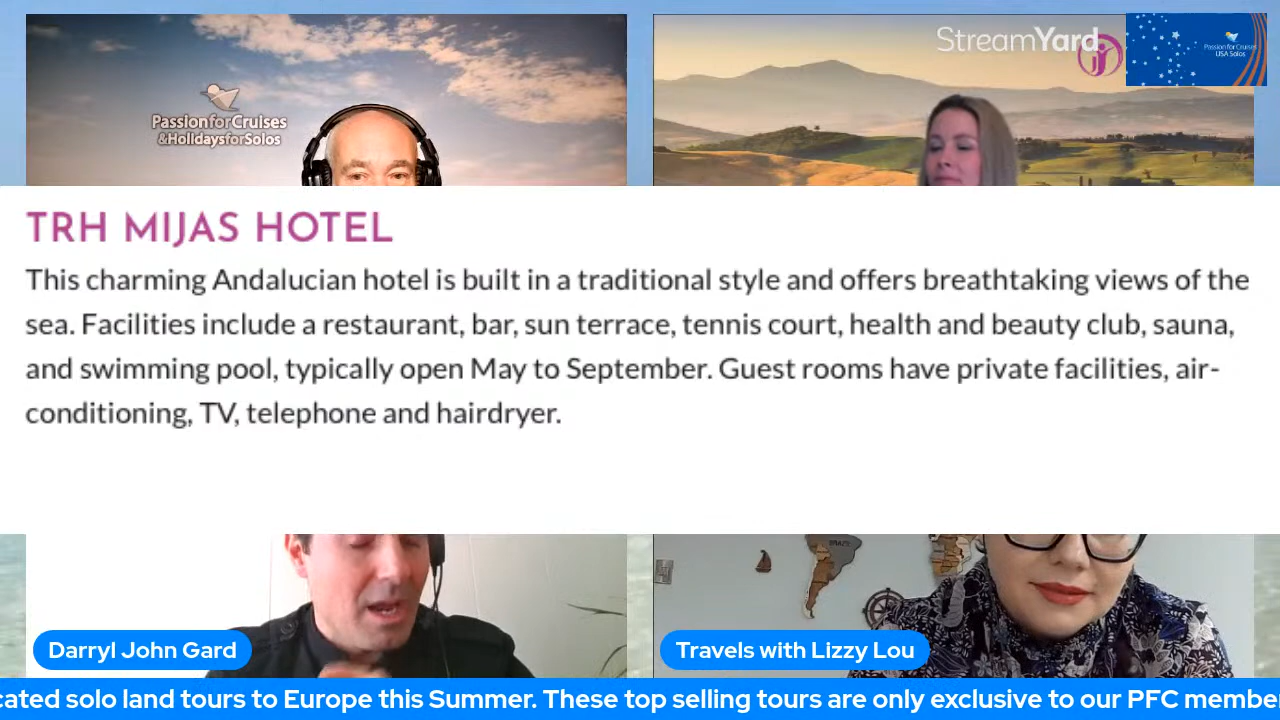 StreamYard
Passion for Cruises
USA Solos
PassionforCruises
&HolidaysforSolos
TRH MIJAS HOTEL
This charming Andalucian hotel is built in a traditional style and offers breathtaking views of the
sea. Facilities include a restaurant, bar, sun terrace, tennis court, health and beauty club, sauna,
and swimming pool, typically open May to September. Guest rooms have private facilities, air-
conditioning, TV, telephone and hairdryer.
BRAZIL
Darryl John Gard
Travels with Lizzy Lou
cated solo land tours to Europe this Summer. These top selling tours are only exclusive to our PFC member